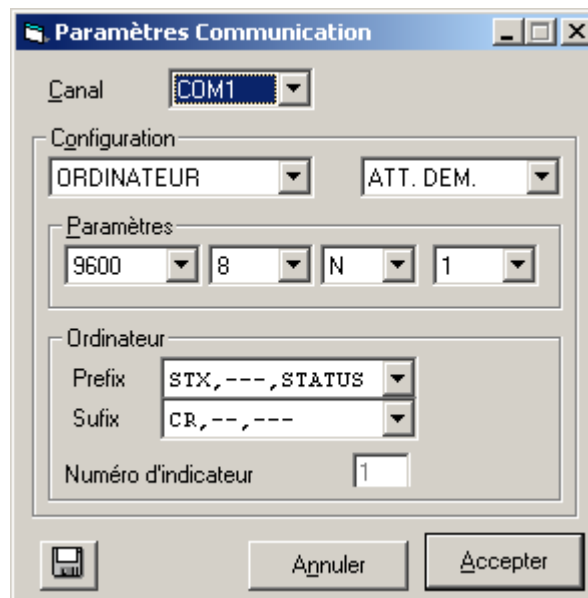 Paramètres Communication
Canal COM1
Configuration
ORDINATEUR ATT. DEM.
Paramètres
9600 8 N 1
Ordinateur
Prefix STX,---,STATUS
Sufix CR,--,---
Numéro d'indicateur 1
Annuler Accepter